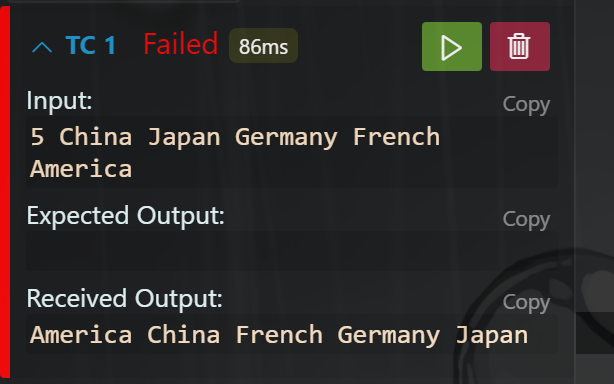 TC 1 Failed 86ms
Input:
Copy
5 China Japan Germany French
America
Expected Output:
Copy
Received Output:
Copy
America China French Germany Japan